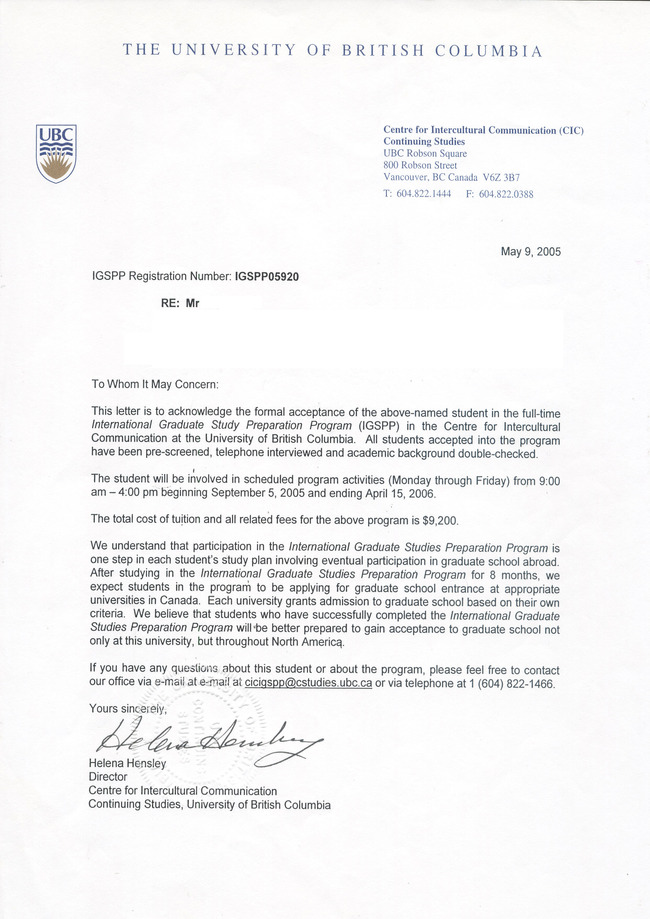 THE UNIVERSITY OF BRITISH COLUMBIA
UBC
Centre for Intercultural Communication (CIC)
Continuing Studies
UBC Robson Square
800 Robson Street
Vancouver, BC Canada V6Z 3B7
T: 604.822.1444 F: 604.822.0388
May 9, 2005
IGSPP Registration Number: IGSPP05920
RE: Mr
To Whom It May Concern:
This letter is to acknowledge the formal acceptance of the above-named student in the full-time
International Graduate Study Preparation Program (IGSPP) in the Centre for Intercultural
Communication at the University of British Columbia. All students accepted into the program
have been pre-screened, telephone interviewed and academic background double-checked.
The student will be involved in scheduled program activities (Monday through Friday) from 9:00
am – 4:00 pm beginning September 5, 2005 and ending April 15, 2006.
The total cost of tuition and all related fees for the above program is $9,200.
We understand that participation in the International Graduate Studies Preparation Program is
one step in each student's study plan involving eventual participation in graduate school abroad.
After studying in the International Graduate Studies Preparation Program for 8 months, we
expect students in the program to be applying for graduate school entrance at appropriate
universities in Canada. Each university grants admission to graduate school based on their own
criteria. We believe that students who have successfully completed the International Graduate
Studies Preparation Program will be better prepared to gain acceptance to graduate school not
only at this university, but throughout North America.
If you have any questions about this student or about the program, please feel free to contact
our office via e-mail at e-mail at cicigspp@cstudies.ubc.ca or via telephone at 1 (604) 822-1466.
Yours sincerely,
Helena Hensley
Helena Hensley
Director
Centre for Intercultural Communication
Continuing Studies, University of British Columbia